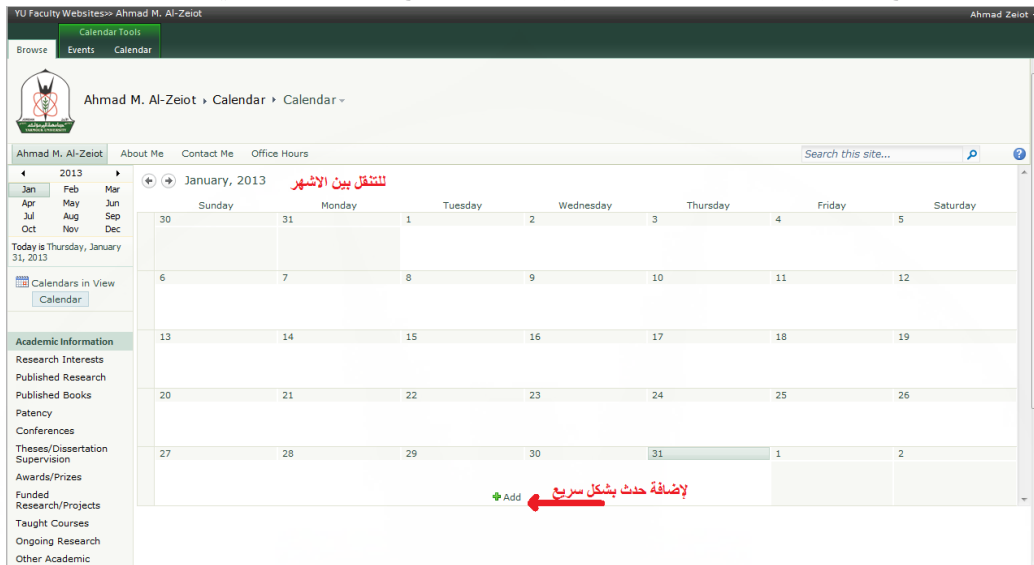 YU Faculty Websites>> Ahmad M. Al-Zeiot
Ahmad Zeiot
Calendar Tools
Browse Events Calendar
Ahmad M. Al-Zeiot Calendar Calendar
YARMOUK UNIVERSITY
Ahmad M. Al-Zeiot About Me Contact Me Office Hours
Search this site...
2013
Jan Feb Mar
Apr May Jun
Jul Aug Sep
Oct Nov Dec
Today is Thursday, January
31, 2013
Calendars in View
Calendar
Academic Information
Research Interests
Published Research
Published Books
Patency
Conferences
Theses/Dissertation
Supervision
Awards/Prizes
Funded
Research/Projects
Taught Courses
Ongoing Research
Other Academic
January, 2013 للتنقل بين الاشهر
Sunday Monday Tuesday Wednesday Thursday Friday Saturday
30 31 1 2 3 4 5
6 7 8 9 10 11 12
13 14 15 16 17 18 19
20 21 22 23 24 25 26
27 28 29 30 31 1 2
Add لإضافة حدث بشكل سريع